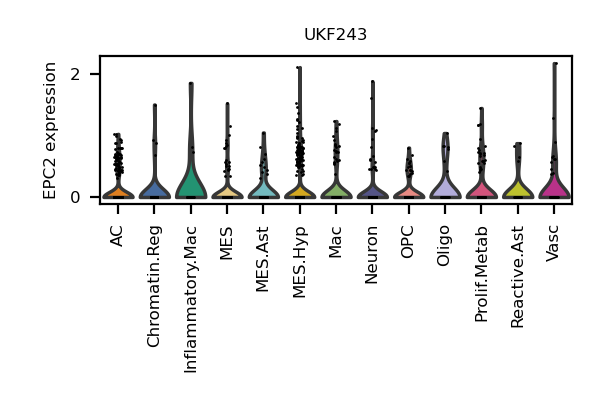 UKF243
EPC2 expression
2
0
AC
Chromatin.Reg
Inflammatory.Mac
MES
MES.Ast
MES.Hyp
Mac
Neuron
OPC
Oligo
Prolif.Metab
Reactive.Ast
Vasc